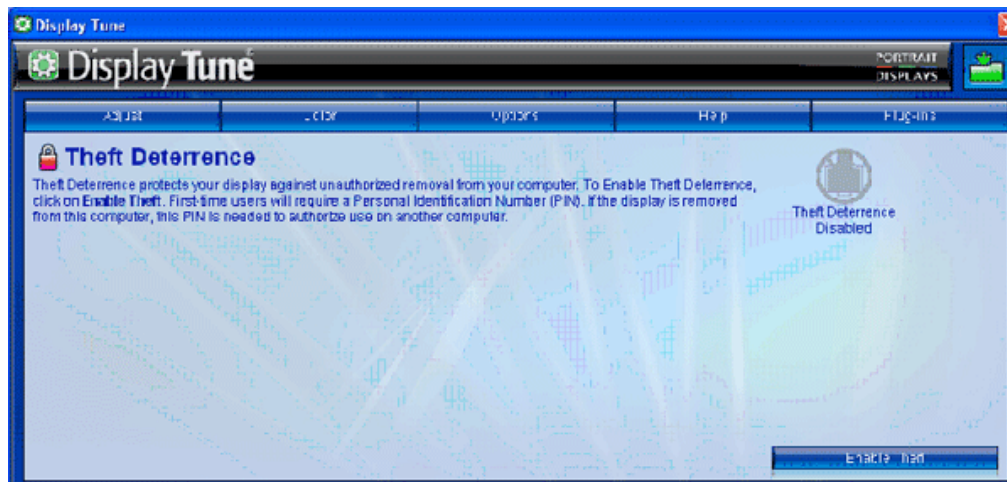 Display Tune
Display Tune
PORTRAIT
DISPLAYS
Adjust Color Options Help Plug-ins
Theft Deterrence
Theft Deterrence protects your display against unauthorized removal from your computer. To Enable Theft Deterrence,
click on Enable Theft. First-time users will require a Personal Identification Number (PIN). If the display is removed
from this computer, this PIN is needed to authorize use on another computer.
Theft Deterrence
Disabled
Enable Theft